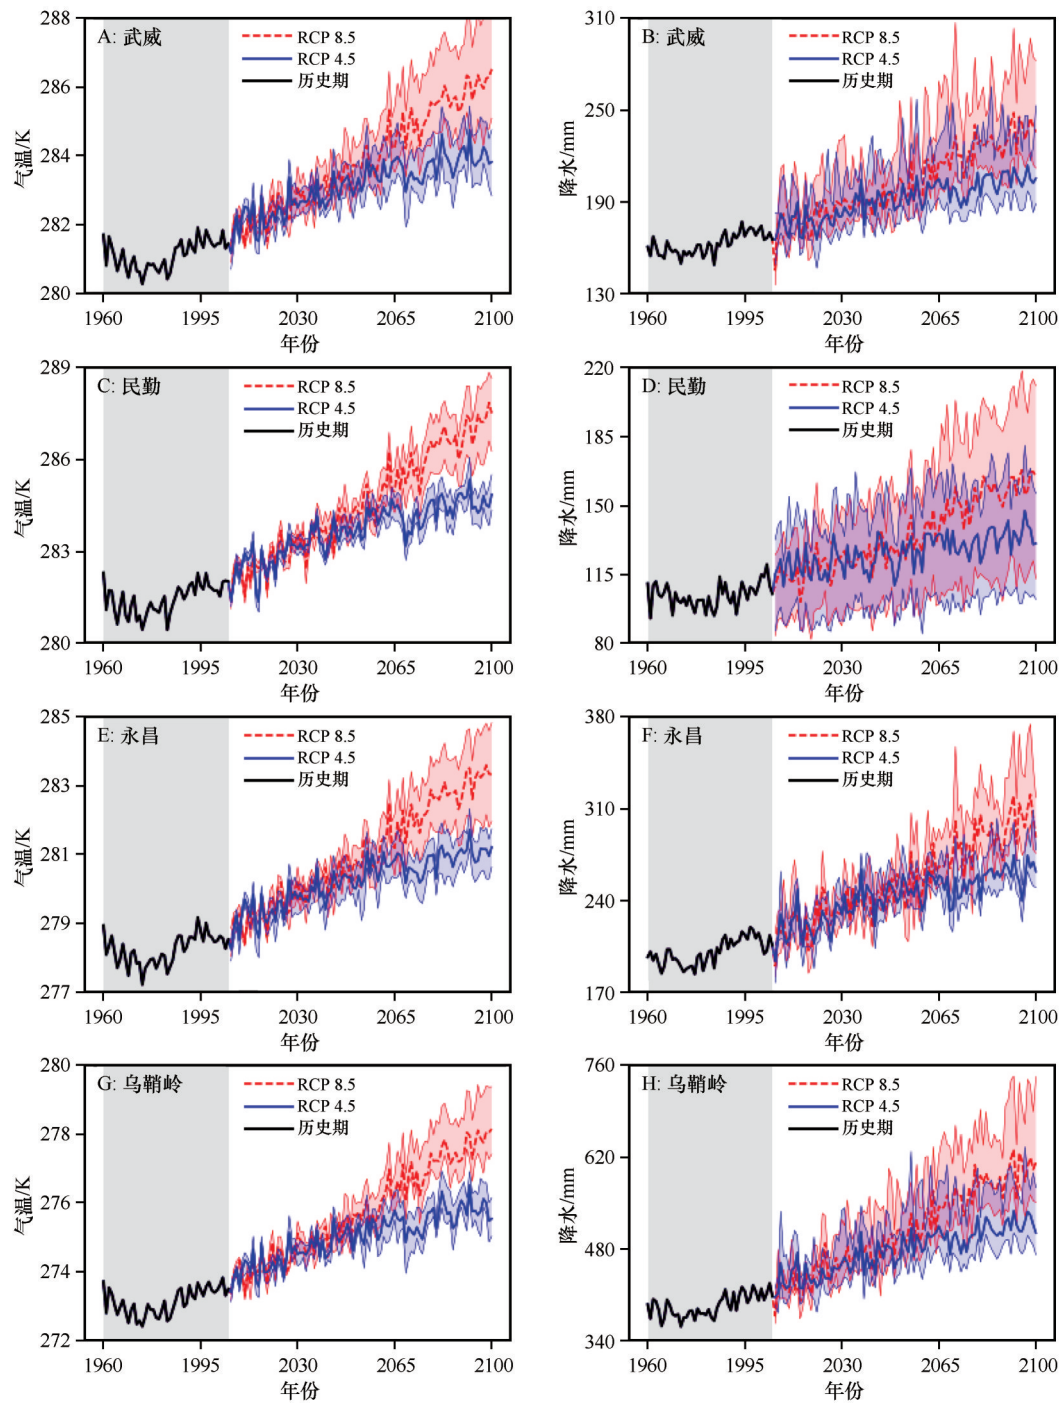 A: 武威
RCP 8.5
RCP 4.5
历史期
288
286
284
282
280
气温/K
1960
1995
2030
2065
2100
年份
B: 武威
RCP 8.5
RCP 4.5
历史期
310
250
190
130
降水/mm
1960
1995
2030
2065
2100
年份
C: 民勤
RCP 8.5
RCP 4.5
历史期
289
286
283
280
气温/K
1960
1995
2030
2065
2100
年份
D: 民勤
RCP 8.5
RCP 4.5
历史期
220
185
150
115
80
降水/mm
1960
1995
2030
2065
2100
年份
E: 永昌
RCP 8.5
RCP 4.5
历史期
285
283
281
279
277
气温/K
1960
1995
2030
2065
2100
年份
F: 永昌
RCP 8.5
RCP 4.5
历史期
380
310
240
170
降水/mm
1960
1995
2030
2065
2100
年份
G: 乌鞘岭
RCP 8.5
RCP 4.5
历史期
280
278
276
274
272
气温/K
1960
1995
2030
2065
2100
年份
H: 乌鞘岭
RCP 8.5
RCP 4.5
历史期
760
620
480
340
降水/mm
1960
1995
2030
2065
2100
年份